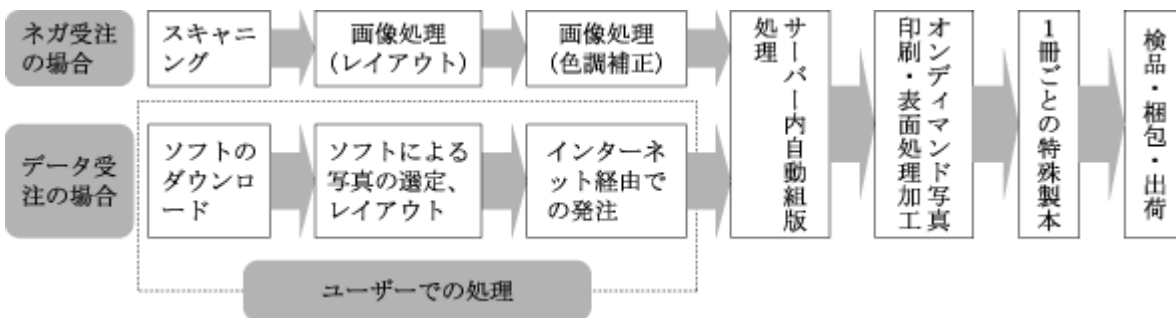 ネガ受注
の場合
スキャニ
ング
画像処理
(レイアウト)
画像処理
(色調補正)
データ受
注の場合
ソフトの
ダウンロ
ード
ソフトによる
写真の選定、
レイアウト
インターネ
ット経由で
の発注
ユーザーでの処理
サーバー内自動組版
処理
オンディマンド写真
印刷・表面処理加工
1冊ごとの特殊製本
検品・梱包・出荷